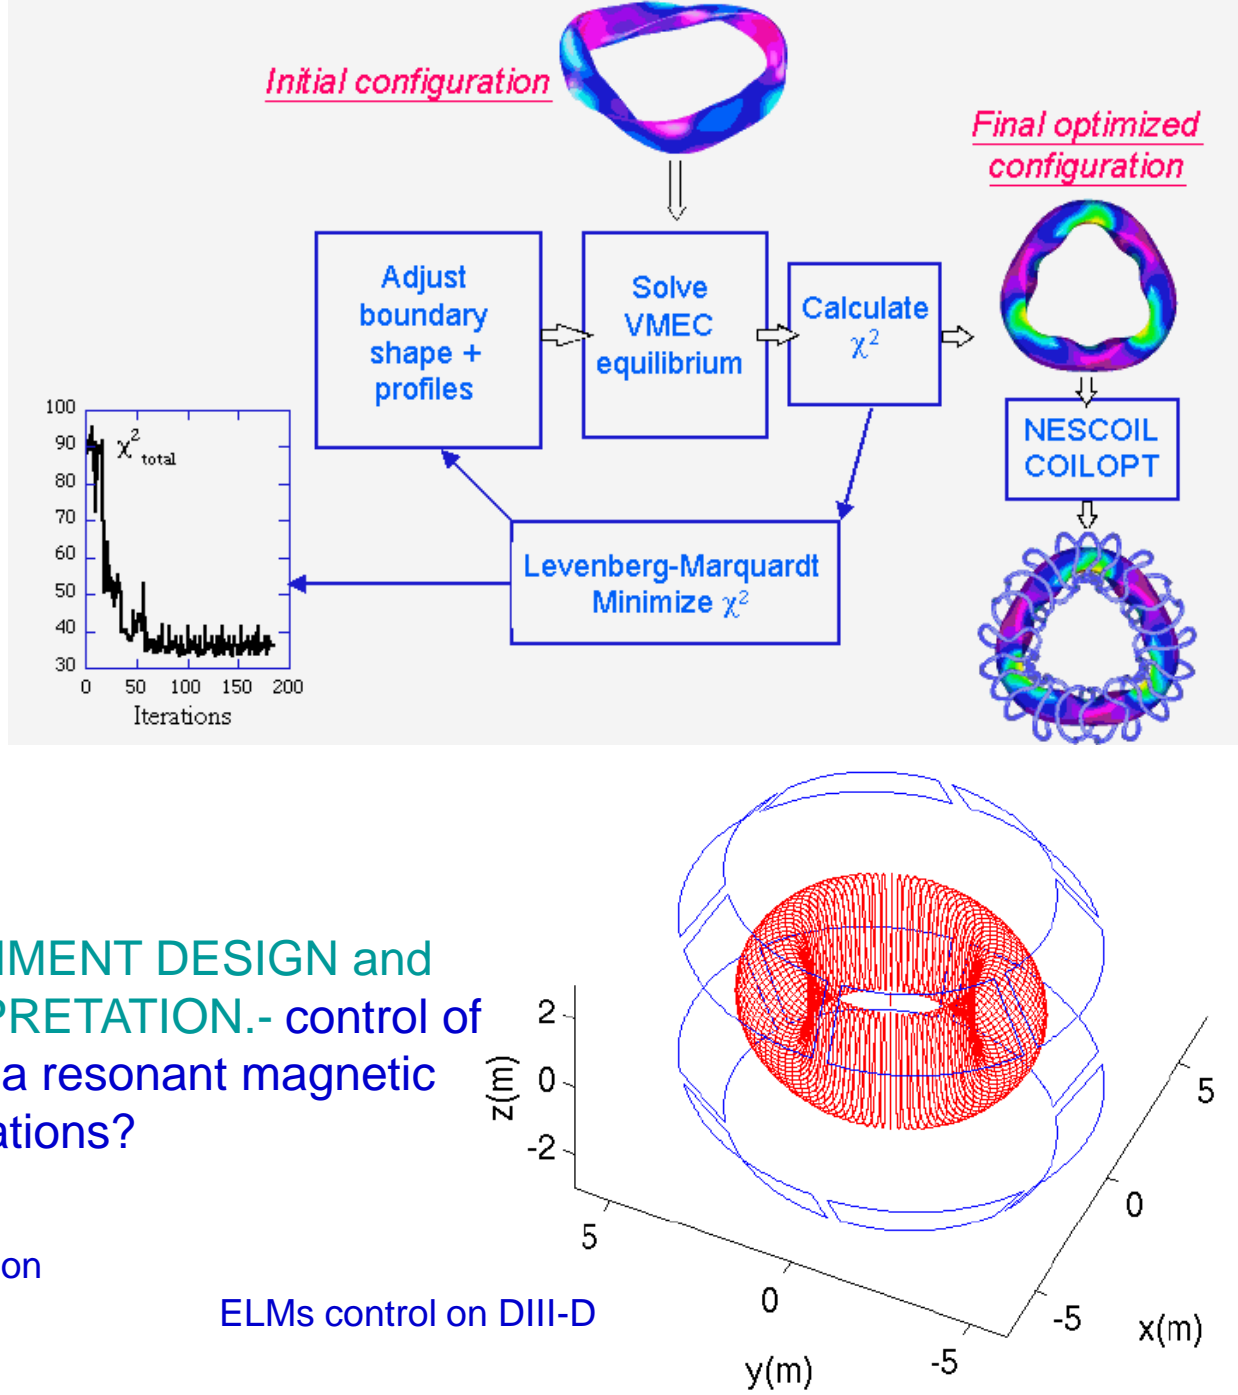 Initial configuration
Final optimized
configuration
Adjust
boundary
shape +
profiles
Solve
VMEC
equilibrium
Calculate
χ²
NESCOIL
COILOPT
Levenberg-Marquardt
Minimize χ²
100
90
80
70
60
50
40
30
χ² total
0 50 100 150 200
Iterations
IMENT DESIGN and
PRETATION.- control of
a resonant magnetic
ations?
on
ELMs control on DIII-D
2
0
-2
z(m)
5
0
-5
y(m)
5
0
-5
x(m)